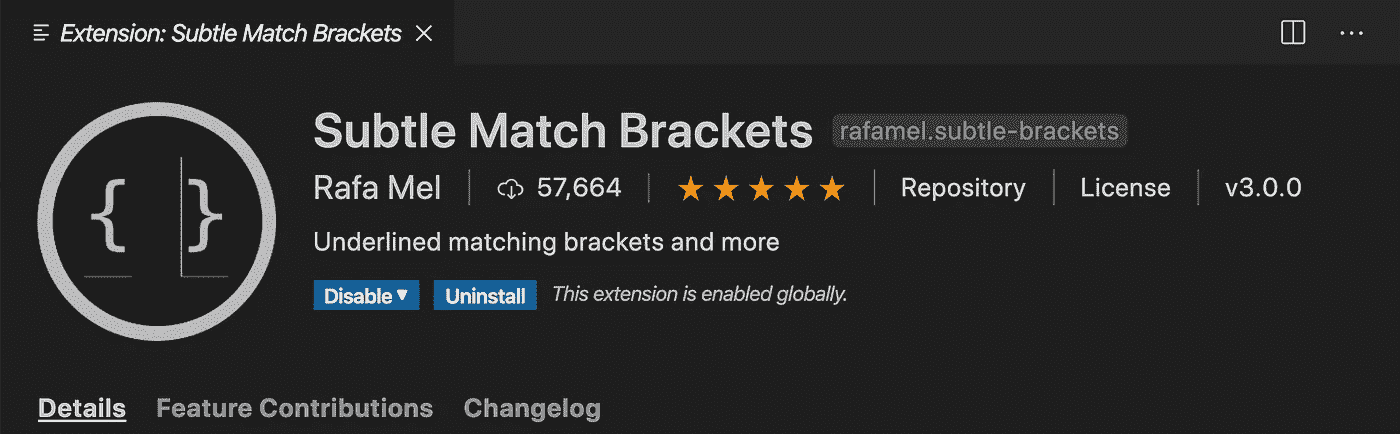 Extension: Subtle Match Brackets
Subtle Match Brackets rafamel.subtle-brackets
Rafa Mel 57,664 Repository License v3.0.0
Underlined matching brackets and more
Disable Uninstall This extension is enabled globally.
Details Feature Contributions Changelog